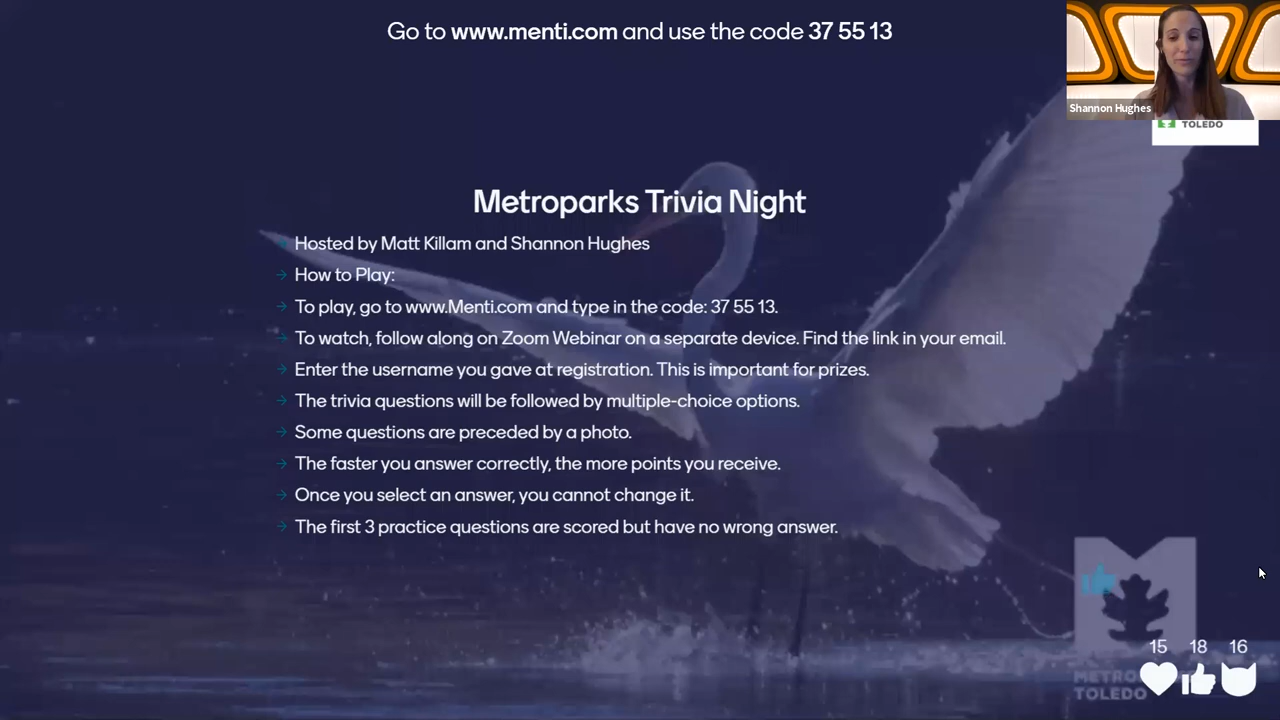 Go to www.menti.com and use the code 37 55 13
Shannon Hughes
TOLEDO
Metroparks Trivia Night
→ Hosted by Matt Killam and Shannon Hughes
→ How to Play:
→ To play, go to www.Menti.com and type in the code: 37 55 13.
→ To watch, follow along on Zoom Webinar on a separate device. Find the link in your email.
→ Enter the username you gave at registration. This is important for prizes.
→ The trivia questions will be followed by multiple-choice options.
→ Some questions are preceded by a photo.
→ The faster you answer correctly, the more points you receive.
→ Once you select an answer, you cannot change it.
→ The first 3 practice questions are scored but have no wrong answer.
15 18 16
TOLEDO